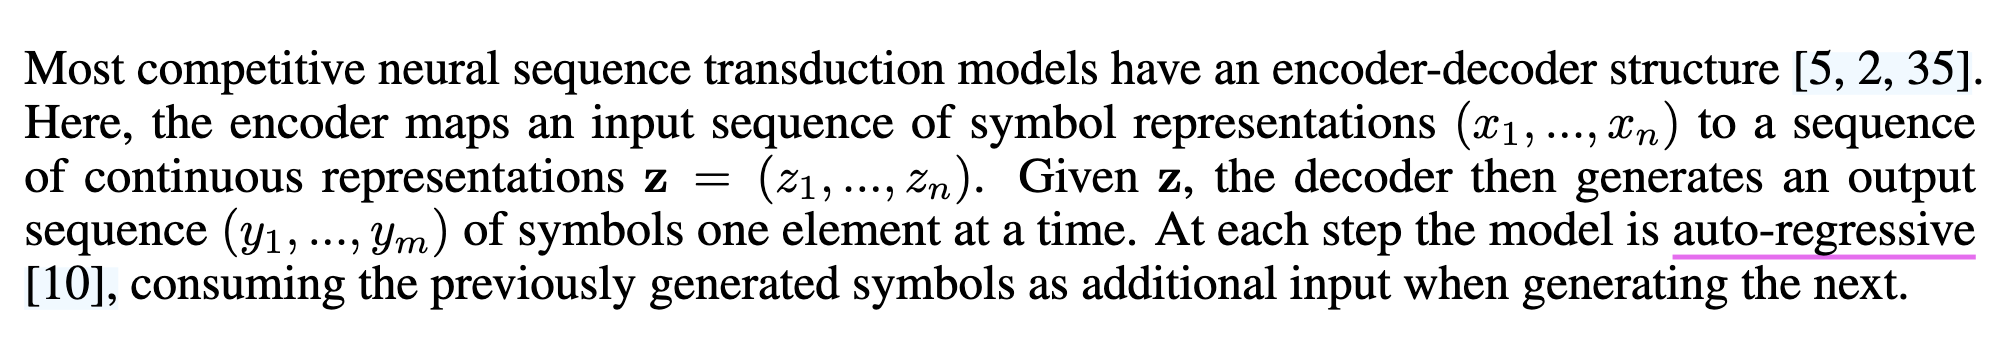 Most competitive neural sequence transduction models have an encoder-decoder structure [5, 2, 35].
Here, the encoder maps an input sequence of symbol representations (x₁, ..., xₙ) to a sequence
of continuous representations z = (z₁, ..., zₙ). Given z, the decoder then generates an output
sequence (y₁, ..., yₘ) of symbols one element at a time. At each step the model is auto-regressive
[10], consuming the previously generated symbols as additional input when generating the next.